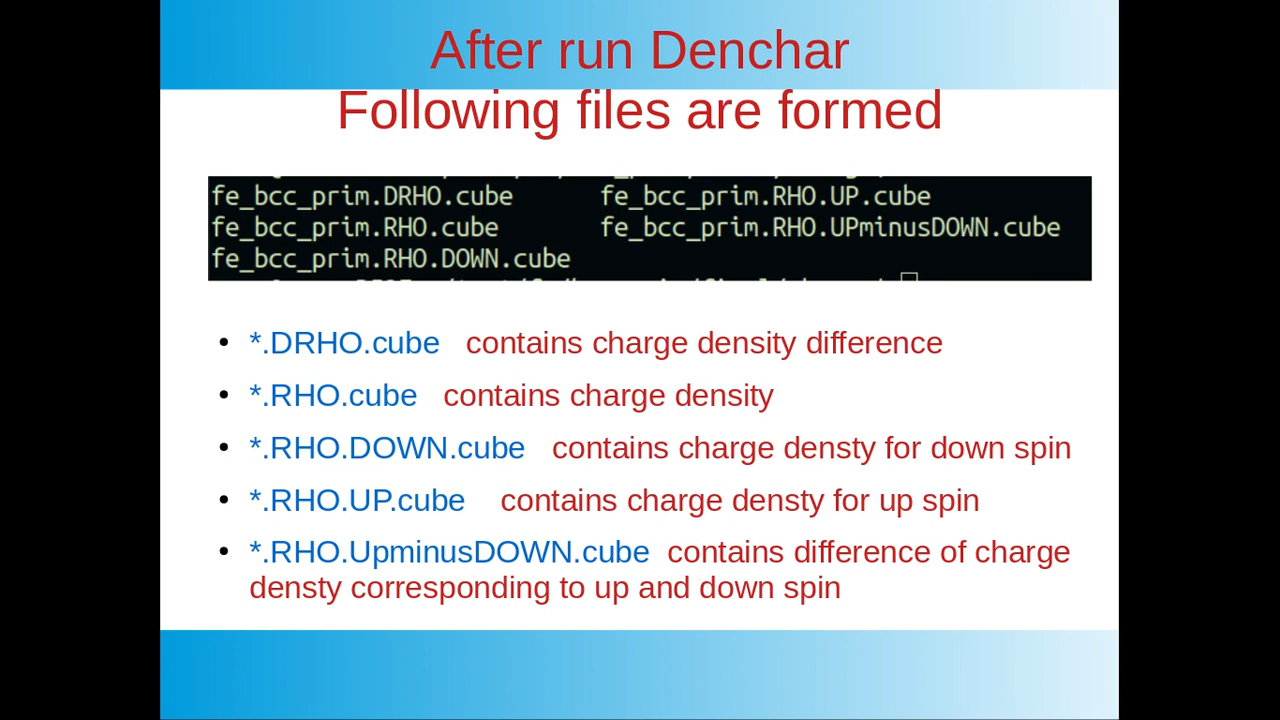 After run Denchar
Following files are formed
fe_bcc_prim.DRHO.cube fe_bcc_prim.RHO.UP.cube
fe_bcc_prim.RHO.cube fe_bcc_prim.RHO.UPminusDOWN.cube
fe_bcc_prim.RHO.DOWN.cube
• *.DRHO.cube contains charge density difference
• *.RHO.cube contains charge density
• *.RHO.DOWN.cube contains charge densty for down spin
• *.RHO.UP.cube contains charge densty for up spin
• *.RHO.UpminusDOWN.cube contains difference of charge
densty corresponding to up and down spin